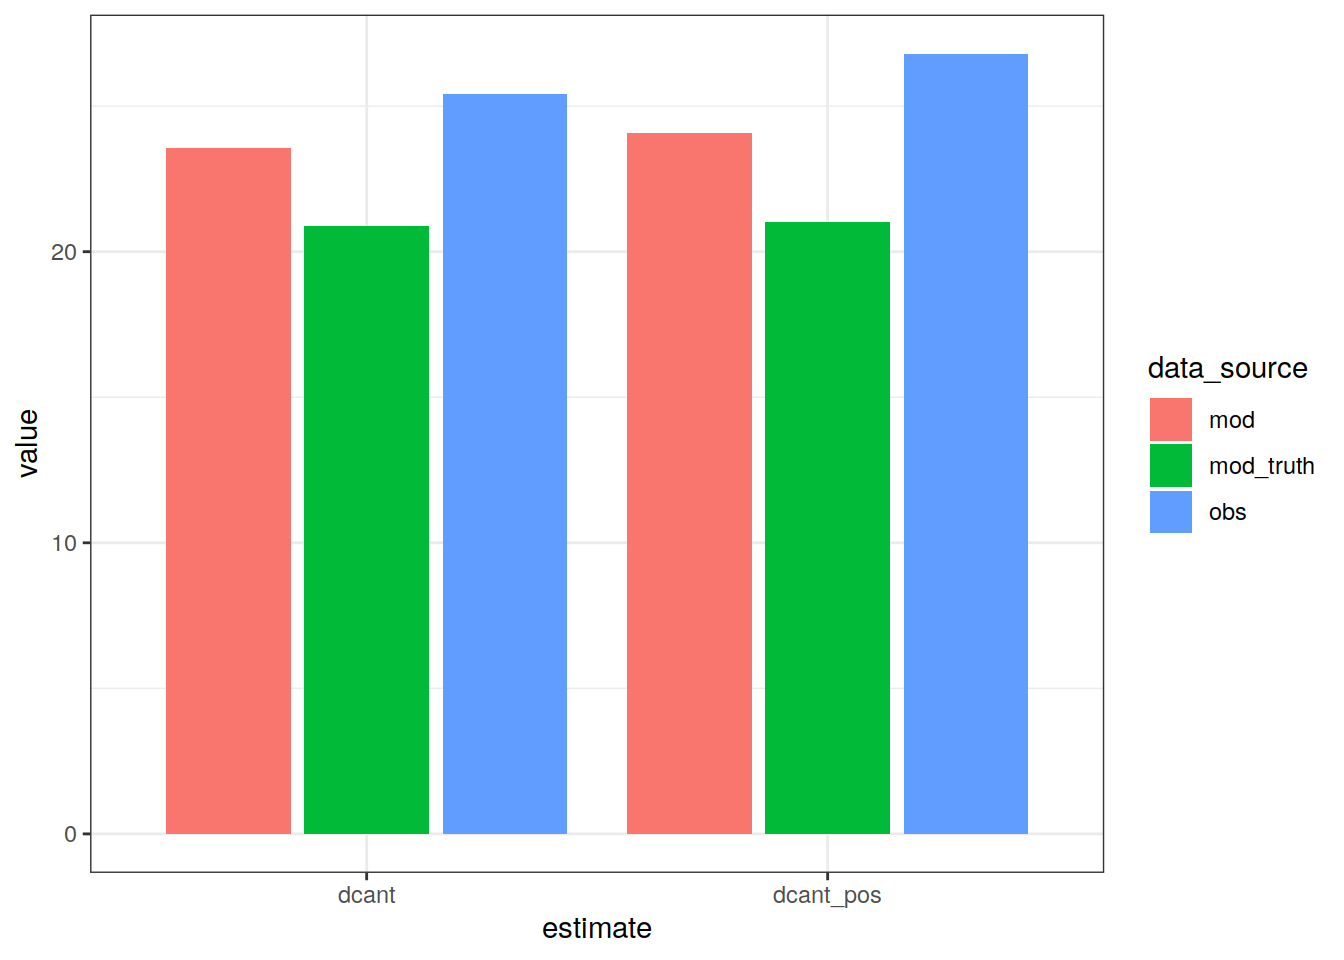 value
20
10
0
dcant
dcant_pos
estimate
data_source
mod
mod_truth
obs